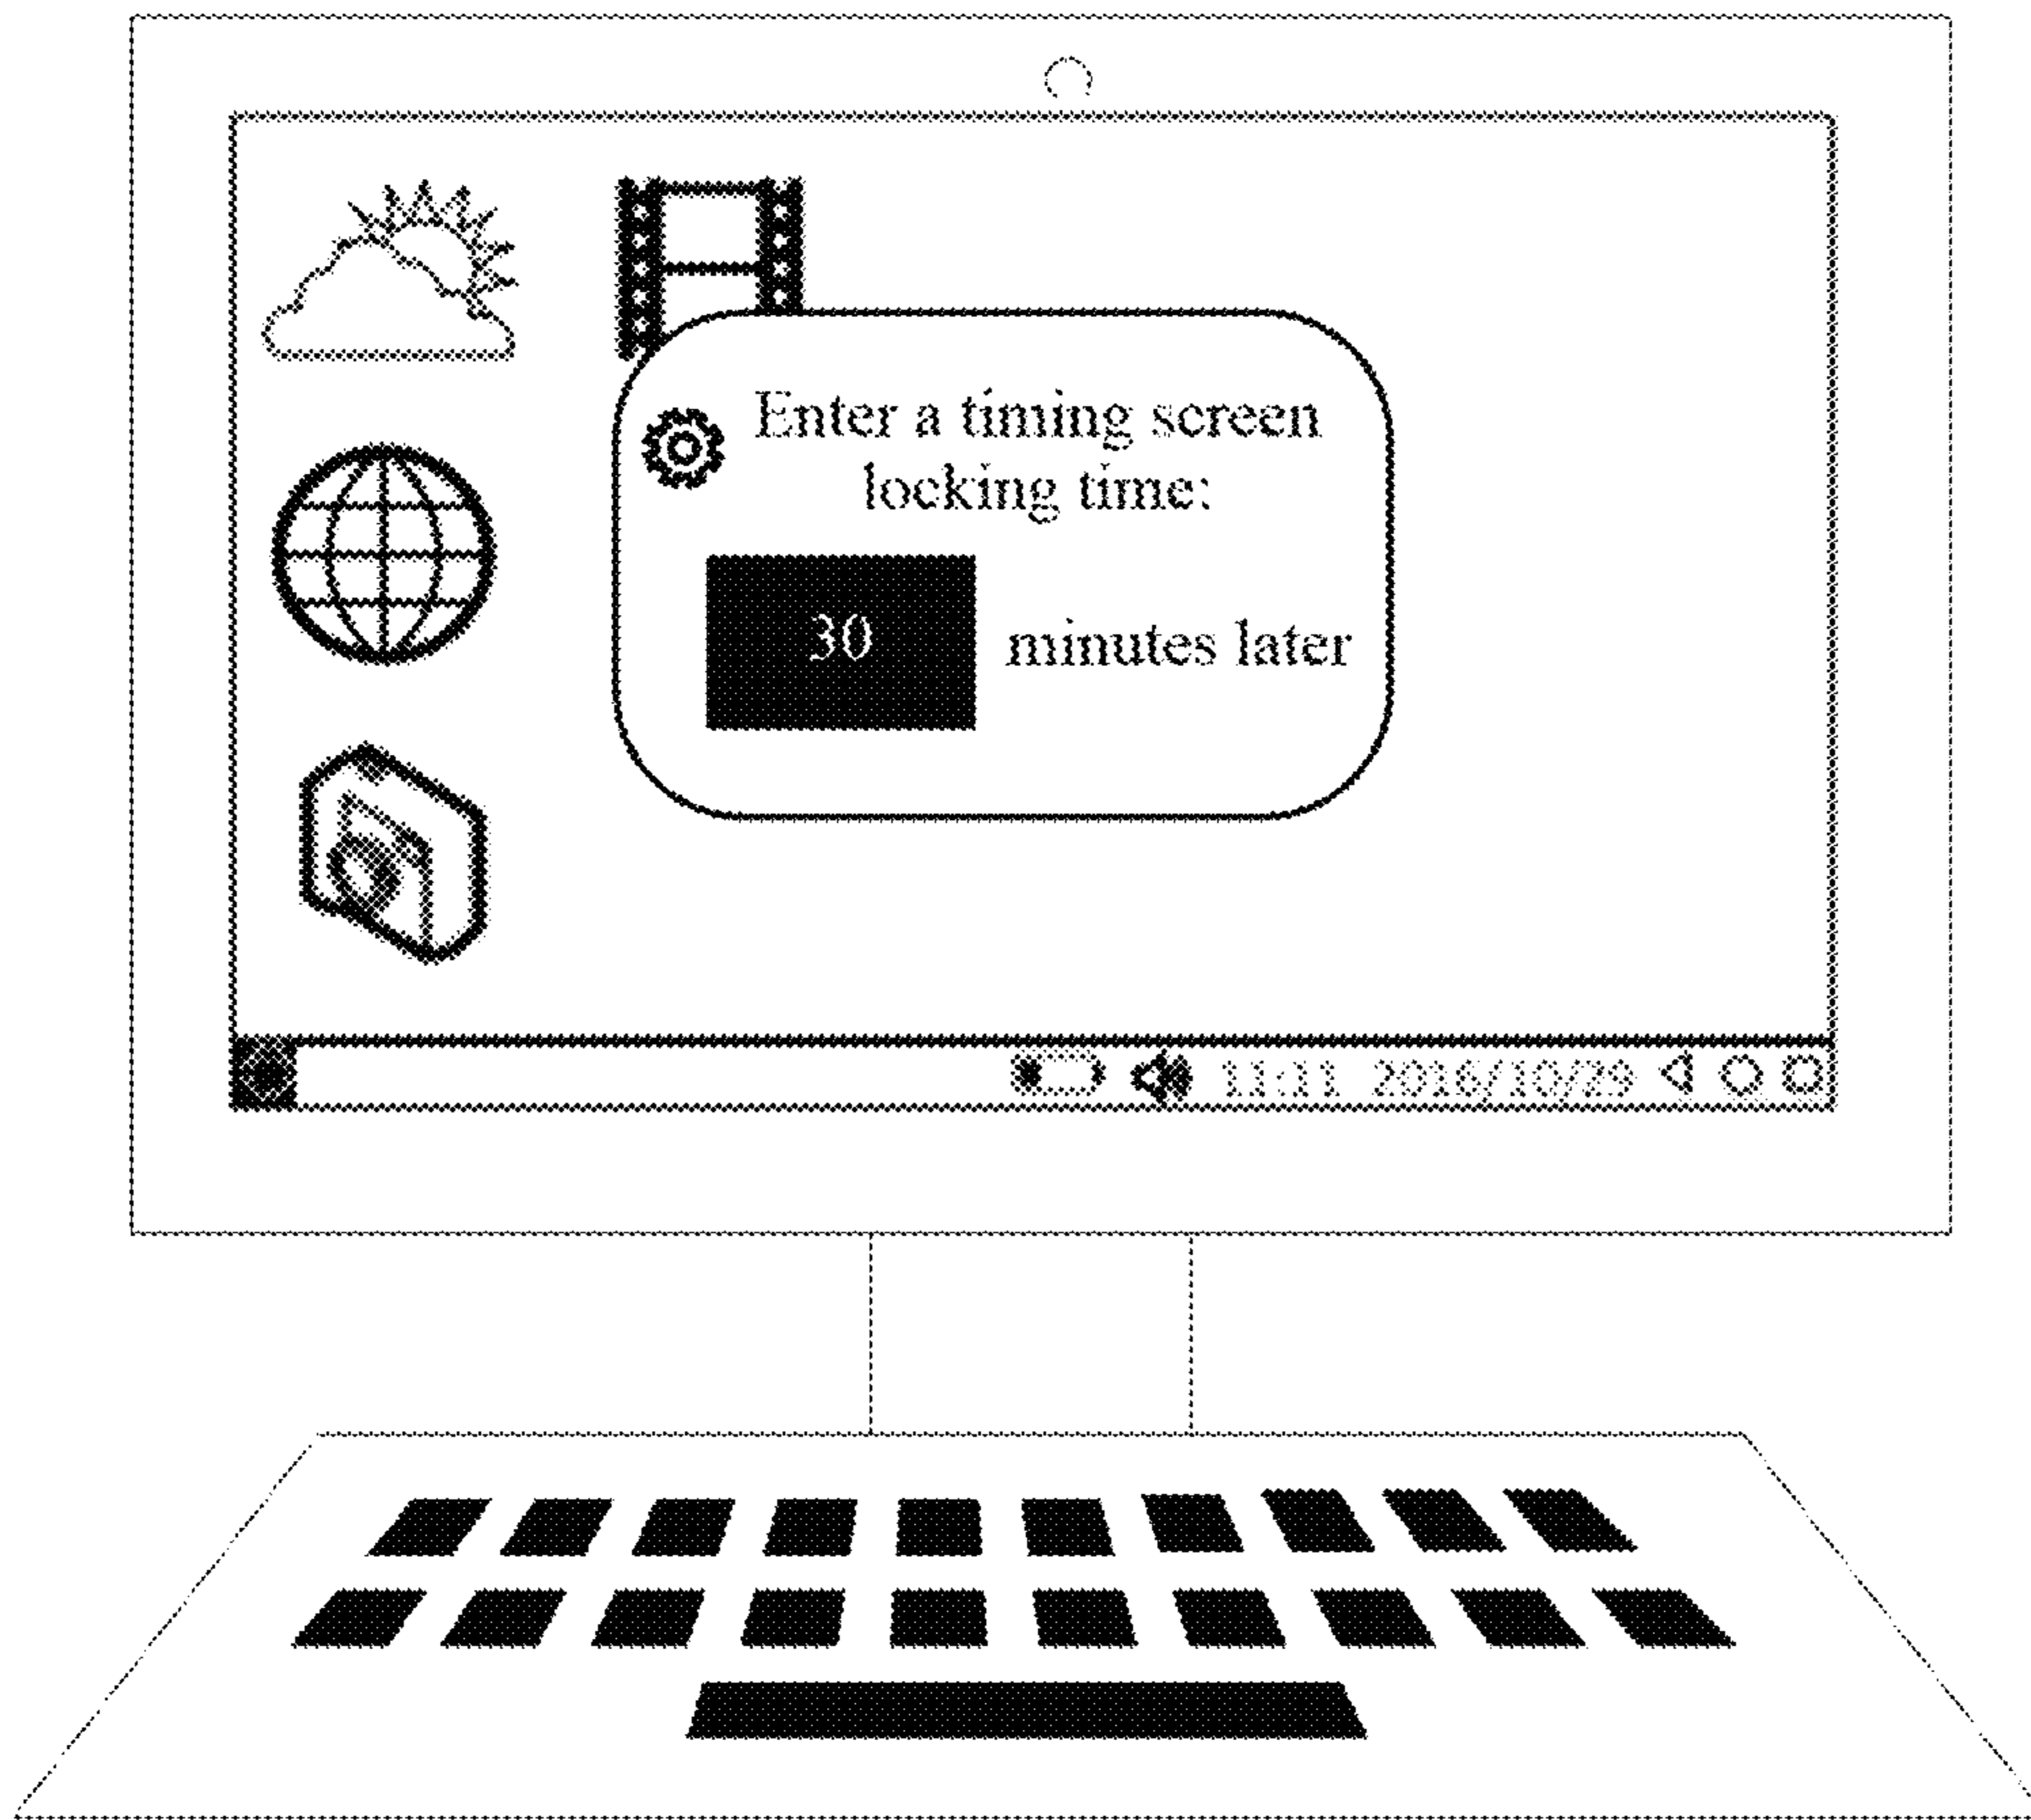 Enter a timing screen
locking time:
30
minutes later
11:11 2016/10/29